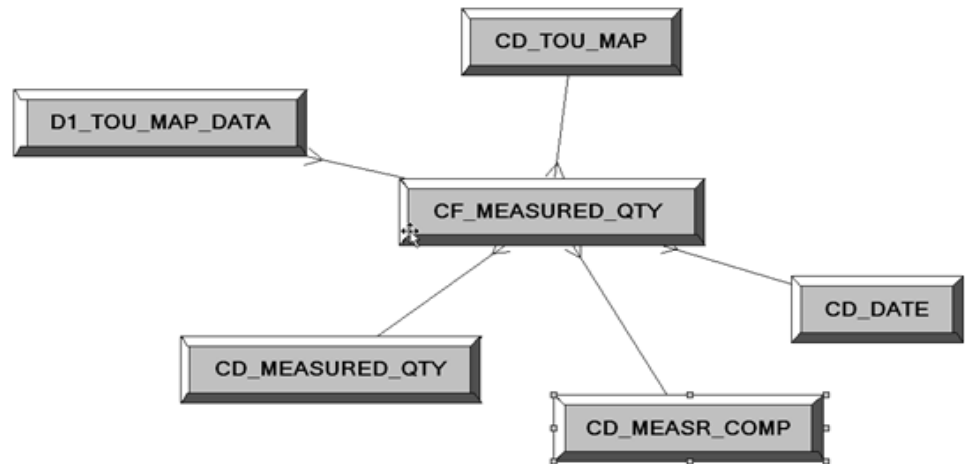 CD_TOU_MAP
D1_TOU_MAP_DATA
CF_MEASURED_QTY
CD_DATE
CD_MEASURED_QTY
CD_MEASR_COMP